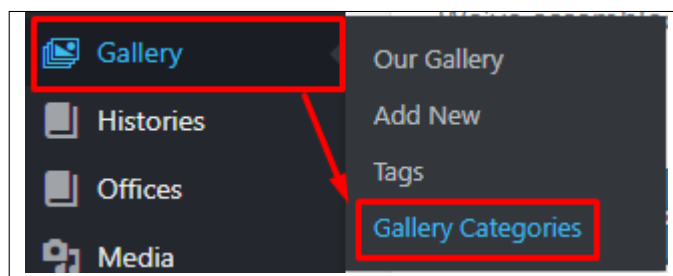 Gallery
Histories
Offices
Media
Our Gallery
Add New
Tags
Gallery Categories